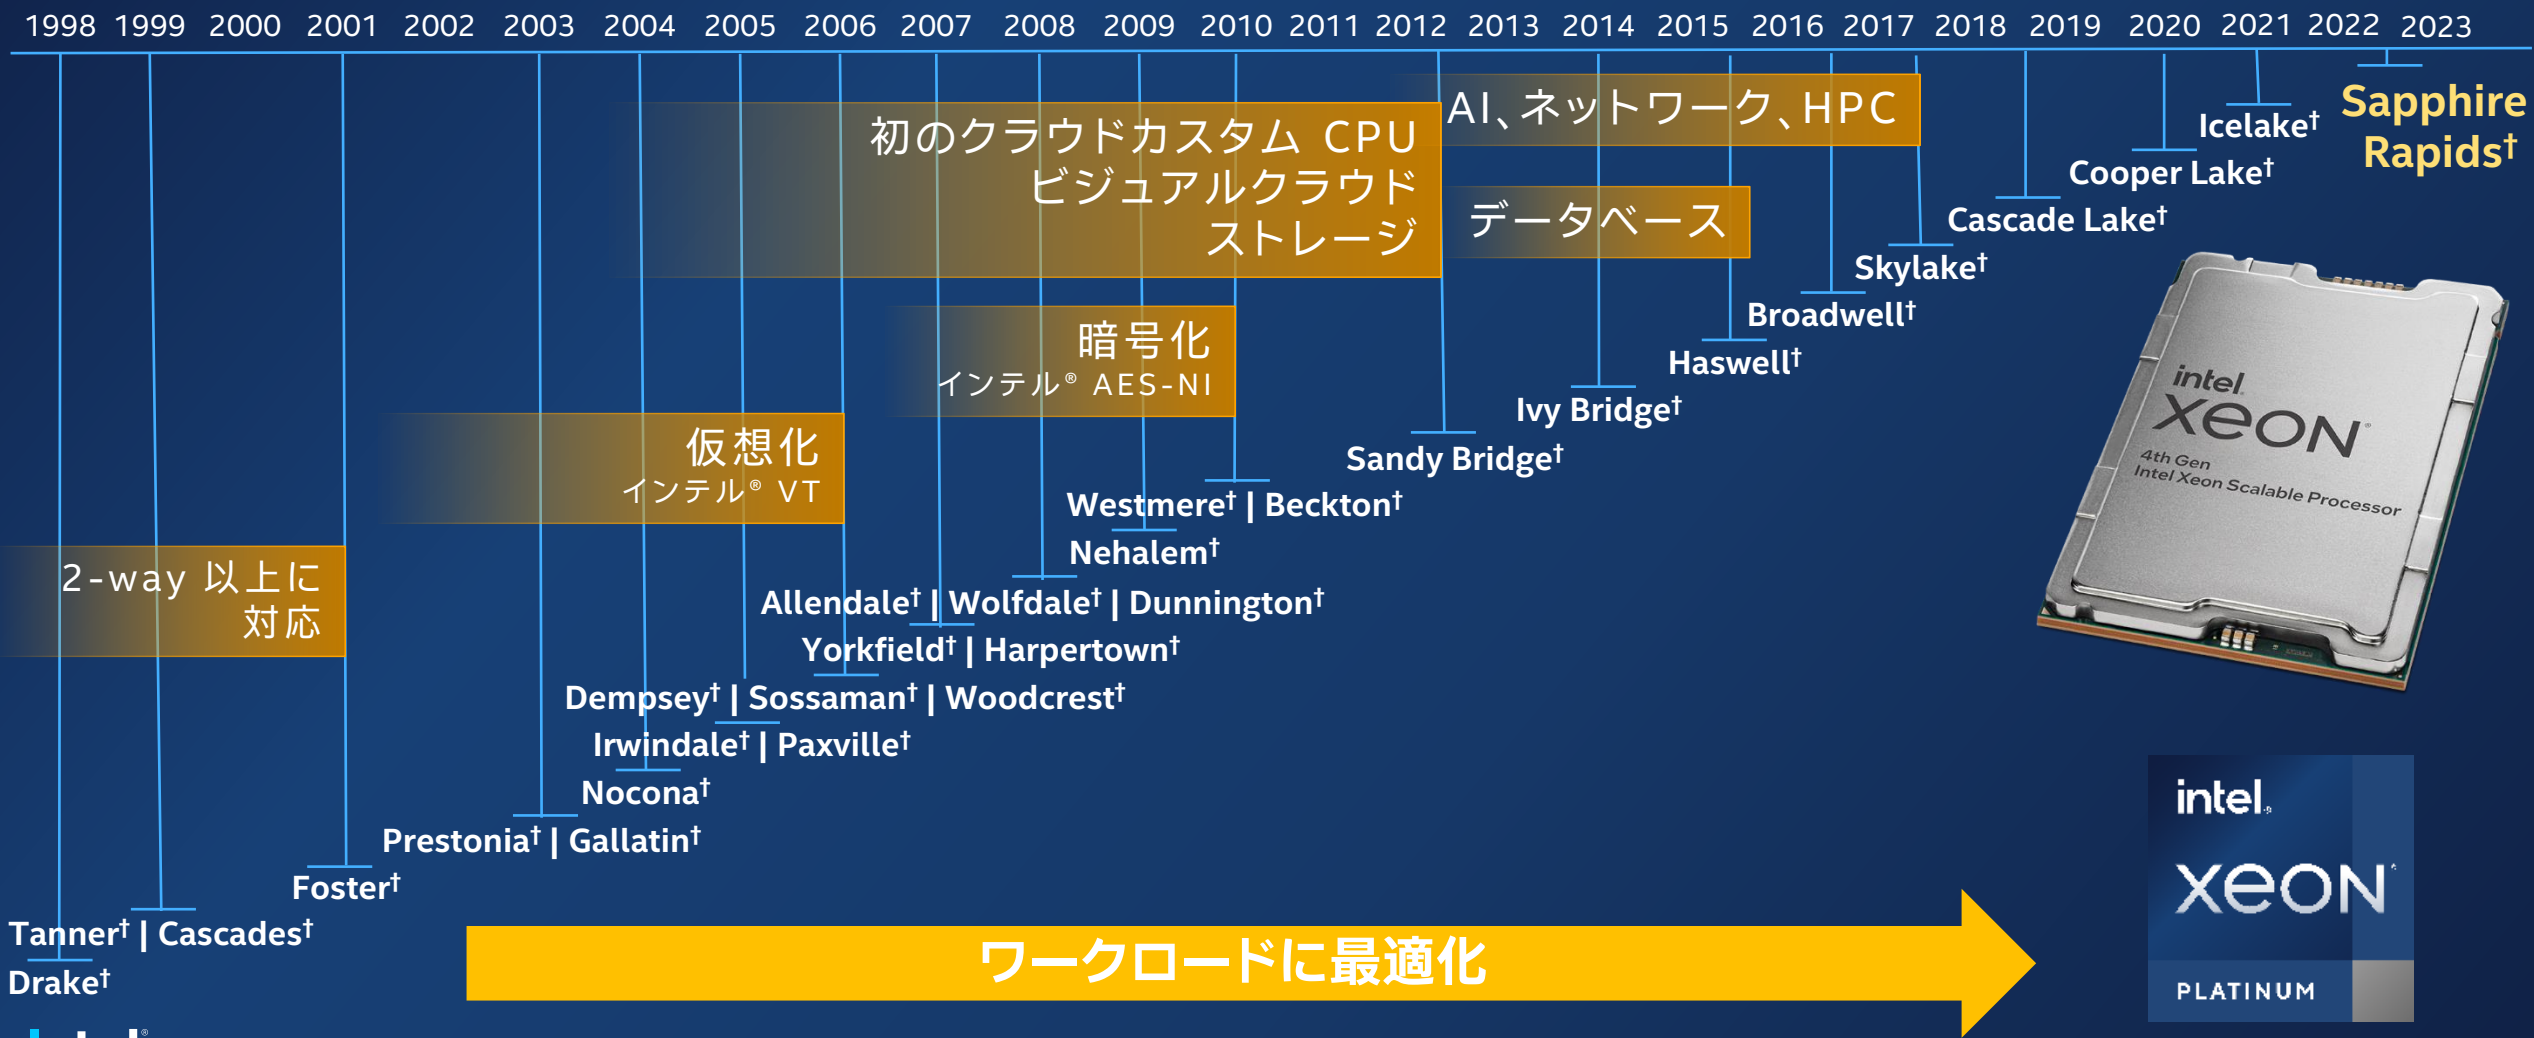 1998 1999 2000 2001 2002 2003 2004 2005 2006 2007 2008 2009 2010 2011 2012 2013 2014 2015 2016 2017 2018 2019 2020 2021 2022 2023
AI、ネットワーク、HPC
初のクラウドカスタム CPU
ビジュアルクラウド
ストレージ
データベース
暗号化
インテル® AES-NI
仮想化
インテル® VT
2-way 以上に
対応
Sapphire
Rapids†
Icelake†
Cooper Lake†
Cascade Lake†
Skylake†
Broadwell†
Haswell†
Ivy Bridge†
Sandy Bridge†
Westmere† | Beckton†
Nehalem†
Allendale† | Wolfdale† | Dunnington†
Yorkfield† | Harpertown†
Dempsey† | Sossaman† | Woodcrest†
Irwindale† | Paxville†
Nocona†
Prestonia† | Gallatin†
Foster†
Tanner† | Cascades†
Drake†
intel.
xeon®
4th Gen
Intel Xeon Scalable Processor
ワークロードに最適化
intel.
xeon
PLATINUM